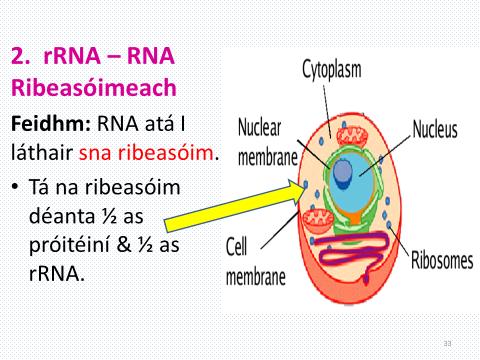 2. rRNA – RNA
Ribeasóimeach
Feidhm: RNA atá I
láthair sna ribeasóim.
• Tá na ribeasóim
déanta ½ as
próitéiní & ½ as
rRNA.
Cytoplasm
Nuclear
membrane
Nucleus
Cell
membrane
Ribosomes
33